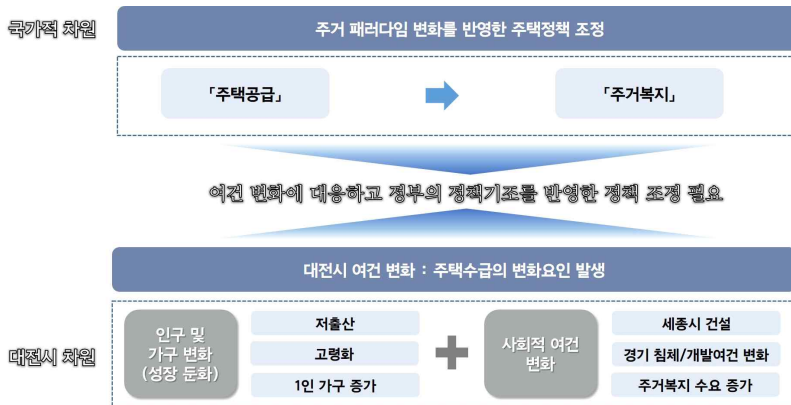 국가적 차원
주거 패러다임 변화를 반영한 주택정책 조정
「주택공급」
「주거복지」
여건 변화에 대응하고 정부의 정책기조를 반영한 정책 조정 필요
대전시 여건 변화 : 주택수급의 변화요인 발생
대전시 차원
인구 및
가구 변화
(성장 둔화)
저출산
고령화
1인 가구 증가
사회적 여건
변화
세종시 건설
경기 침체/개발여건 변화
주거복지 수요 증가